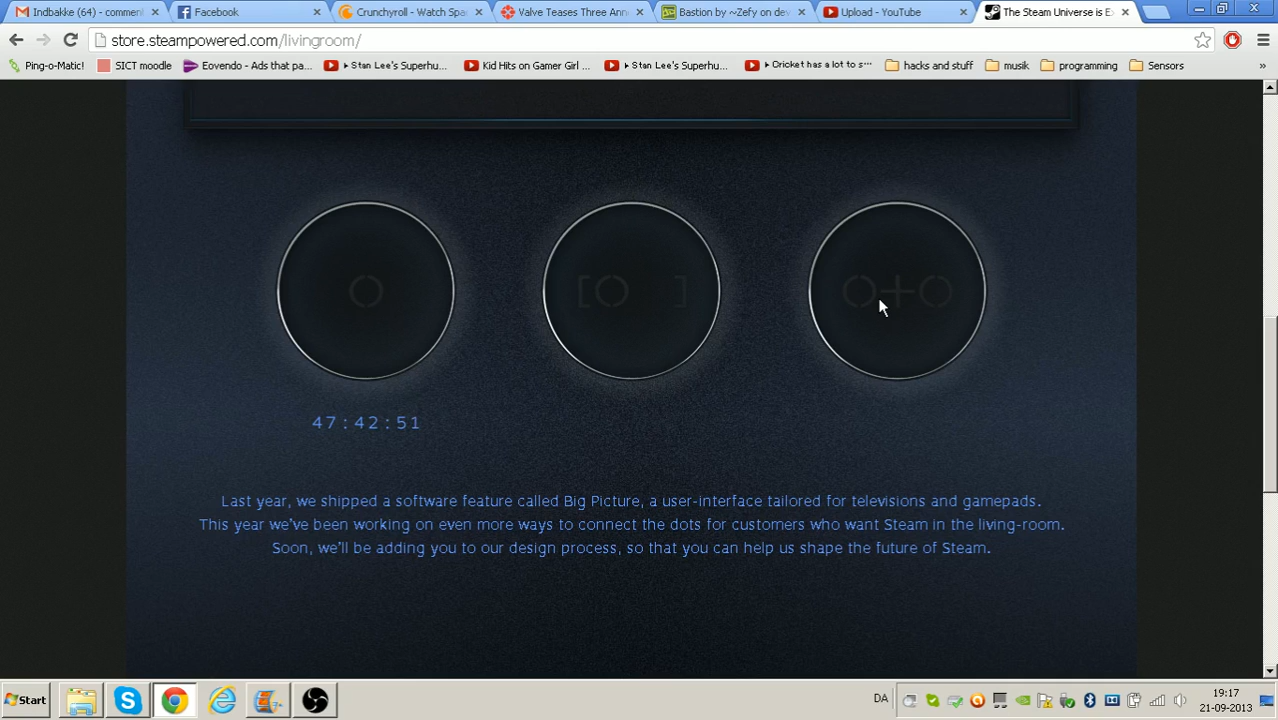 Indbakke (64) - commen
Facebook
Crunchyroll - Watch Spa
Valve Teases Three Ann
Bastion by ~Zefy on dev
Upload - YouTube
The Steam Universe is E
store.steampowered.com/livingroom/
Ping-o-Matic!
SICT moodle
Eovendo - Ads that pa...
Stan Lee's Superhu...
Kid Hits on Gamer Girl ...
Stan Lee's Superhu...
Cricket has a lot to s...
hacks and stuff
musik
programming
Sensors
»
47:42:51
Last year, we shipped a software feature called Big Picture, a user-interface tailored for televisions and gamepads.
This year we've been working on even more ways to connect the dots for customers who want Steam in the living-room.
Soon, we'll be adding you to our design process, so that you can help us shape the future of Steam.
Start
DA
19:17
21-09-2013